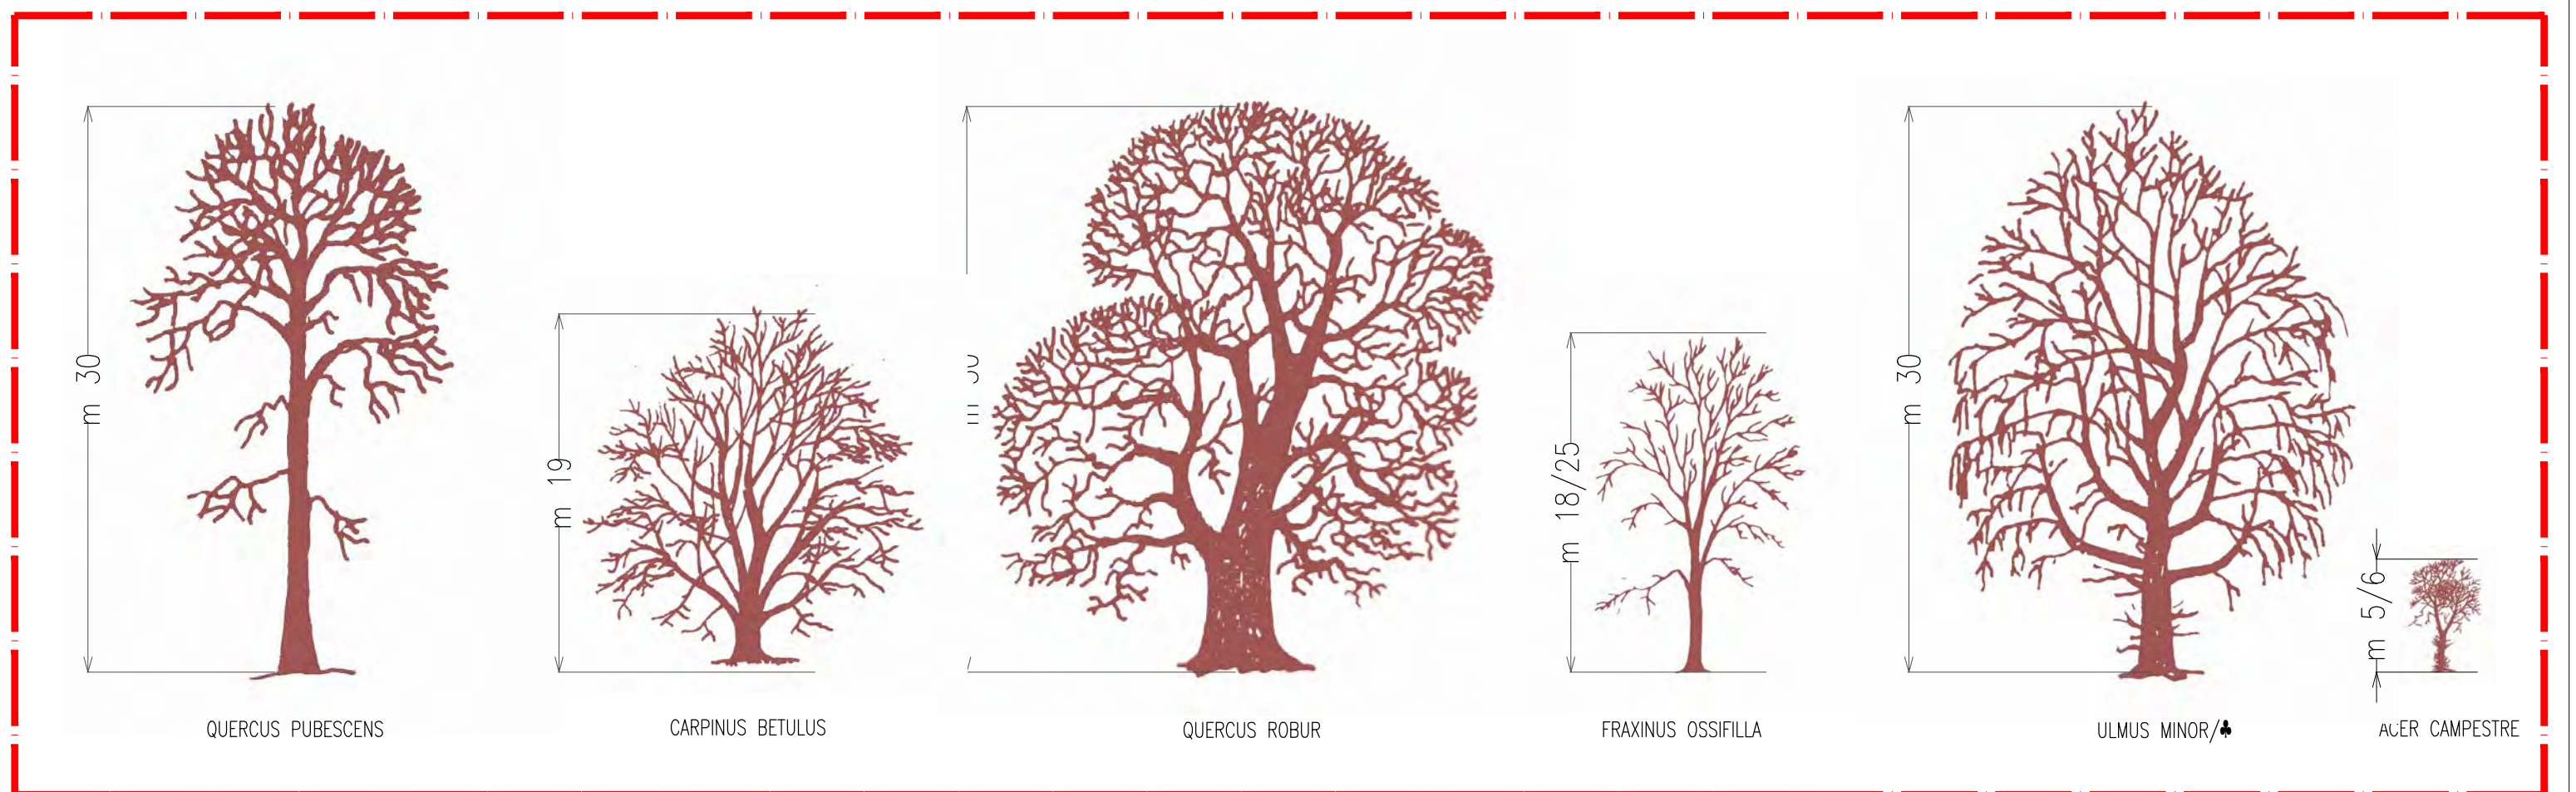 m 30
m 19
m 18/25
m 30
m 5/6
QUERCUS PUBESCENS
CARPINUS BETULUS
QUERCUS ROBUR
FRAXINUS OSSIFILLA
ULMUS MINOR/♣
ACER CAMPESTRE